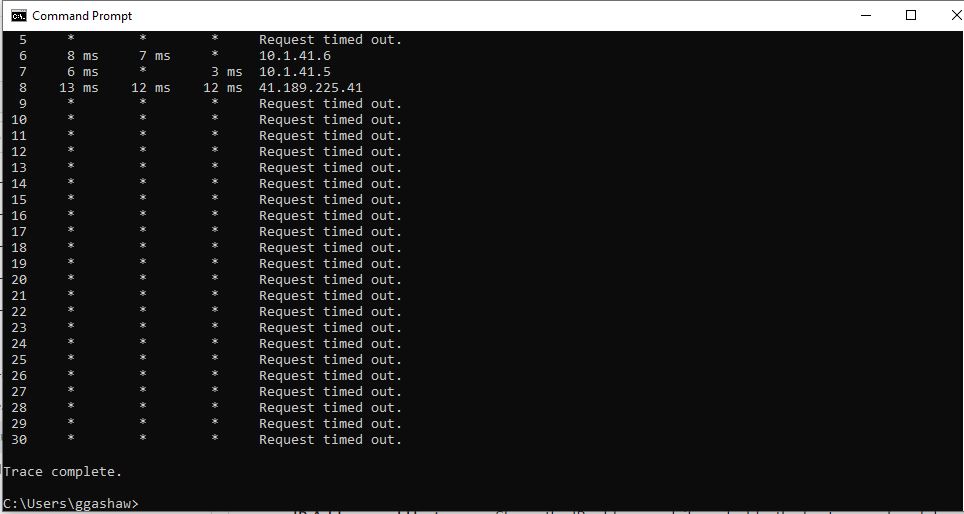 Command Prompt
5 * * * Request timed out.
6 8 ms 7 ms * 10.1.41.6
7 6 ms * 3 ms 10.1.41.5
8 13 ms 12 ms 12 ms 41.189.225.41
9 * * * Request timed out.
10 * * * Request timed out.
11 * * * Request timed out.
12 * * * Request timed out.
13 * * * Request timed out.
14 * * * Request timed out.
15 * * * Request timed out.
16 * * * Request timed out.
17 * * * Request timed out.
18 * * * Request timed out.
19 * * * Request timed out.
20 * * * Request timed out.
21 * * * Request timed out.
22 * * * Request timed out.
23 * * * Request timed out.
24 * * * Request timed out.
25 * * * Request timed out.
26 * * * Request timed out.
27 * * * Request timed out.
28 * * * Request timed out.
29 * * * Request timed out.
30 * * * Request timed out.
Trace complete.
C:\Users\ggashaw>